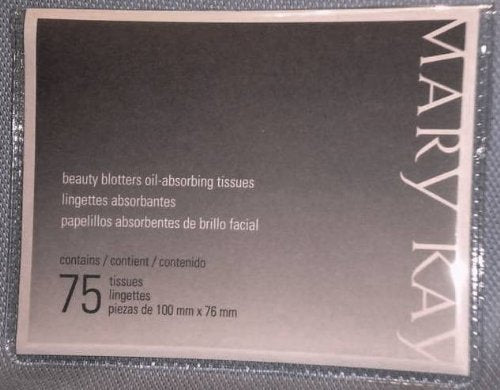 MARY KAY
beauty blotters oil-absorbing tissues
lingettes absorbantes
papelillos absorbentes de brillo facial
contains / contient / contenido
75 tissues
lingettes
piezas de 100 mm x 76 mm